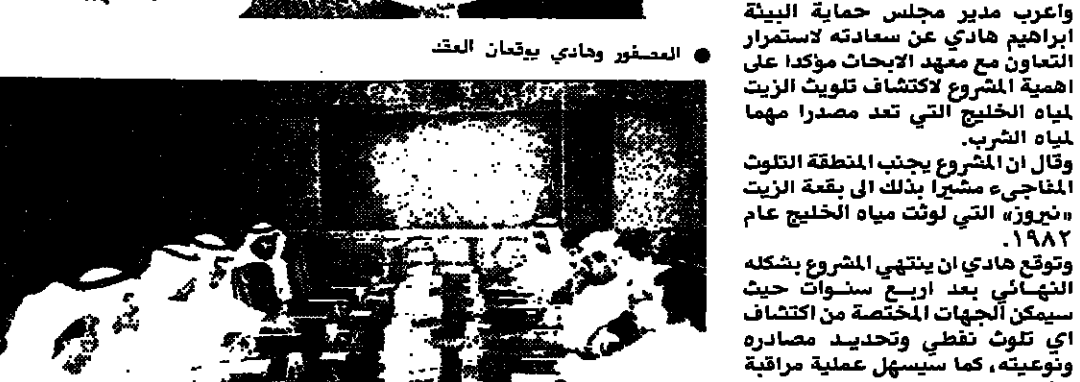 واعرب مدير مجلس حماية البيئة
ابراهيم هادي عن سعادته لاستمرار
التعاون مع معهد الابحاث مؤكدا على
اهمية المشروع لاكتشاف تلويث الزيت
لمياه الخليج التي تعد مصدرا مهما
لمياه الشرب.
وقال ان المشروع يجنب المنطقة التلوث
المفاجيء مشيرا بذلك الى بقعة الزيت
«نيروز» التي لوثت مياه الخليج عام
١٩٨٢.
وتوقع هادي ان ينتهي المشروع بشكله
النهائي بعد اربع سنوات حيث
سيمكن الجهات المختصة من اكتشاف
اي تلوث نفطي وتحديد مصادره
ونوعيته، كما سيسهل عملية مراقبة
● العصفور وهادي يوقعان العقد